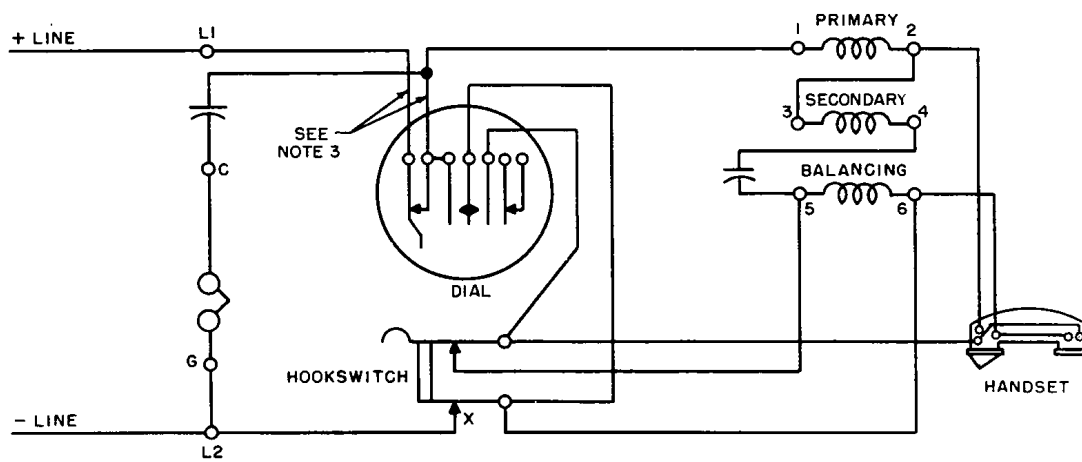 + LINE
L1
1 PRIMARY 2
SEE
NOTE 3
3 SECONDARY 4
C
BALANCING
5 6
DIAL
G
HOOKSWITCH
X
HANDSET
- LINE
L2